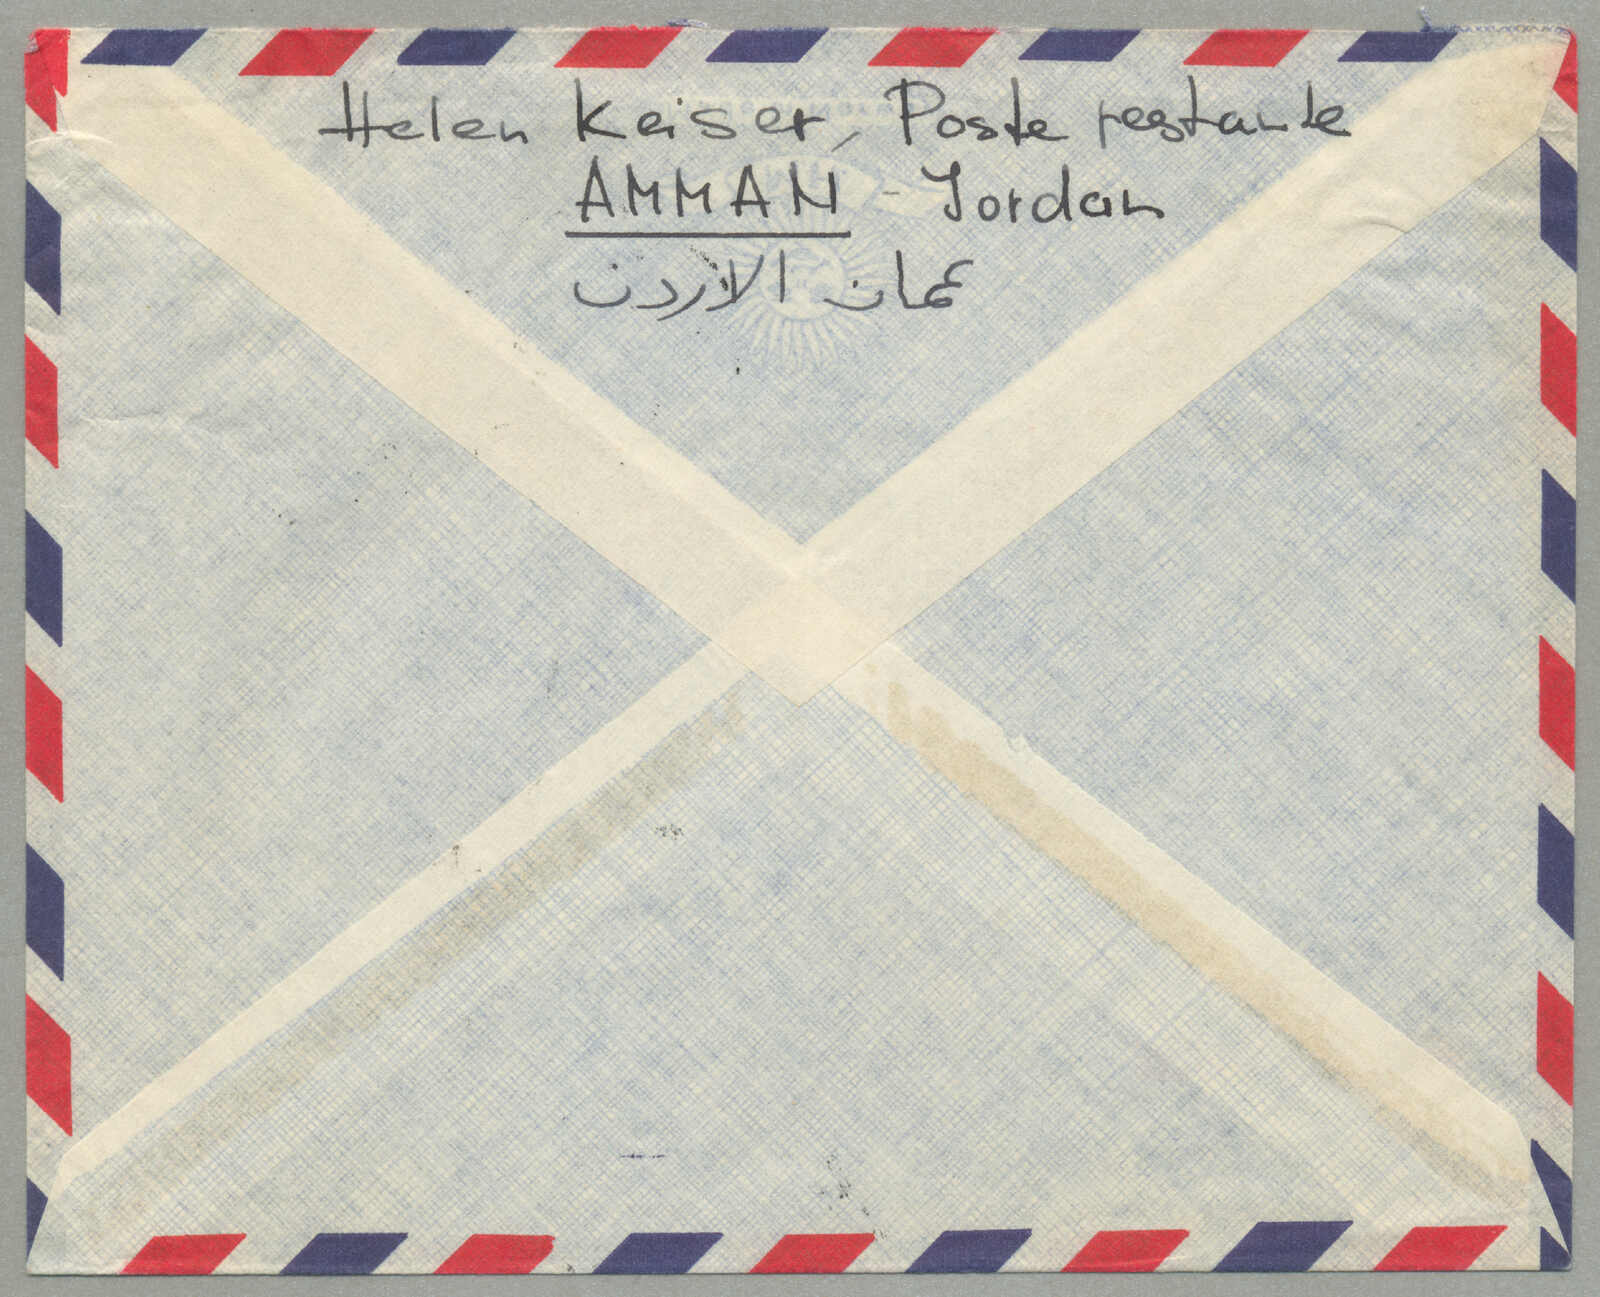 Helen Keiser, Poste restante
AMMAN - Jordan
عمان الاردن